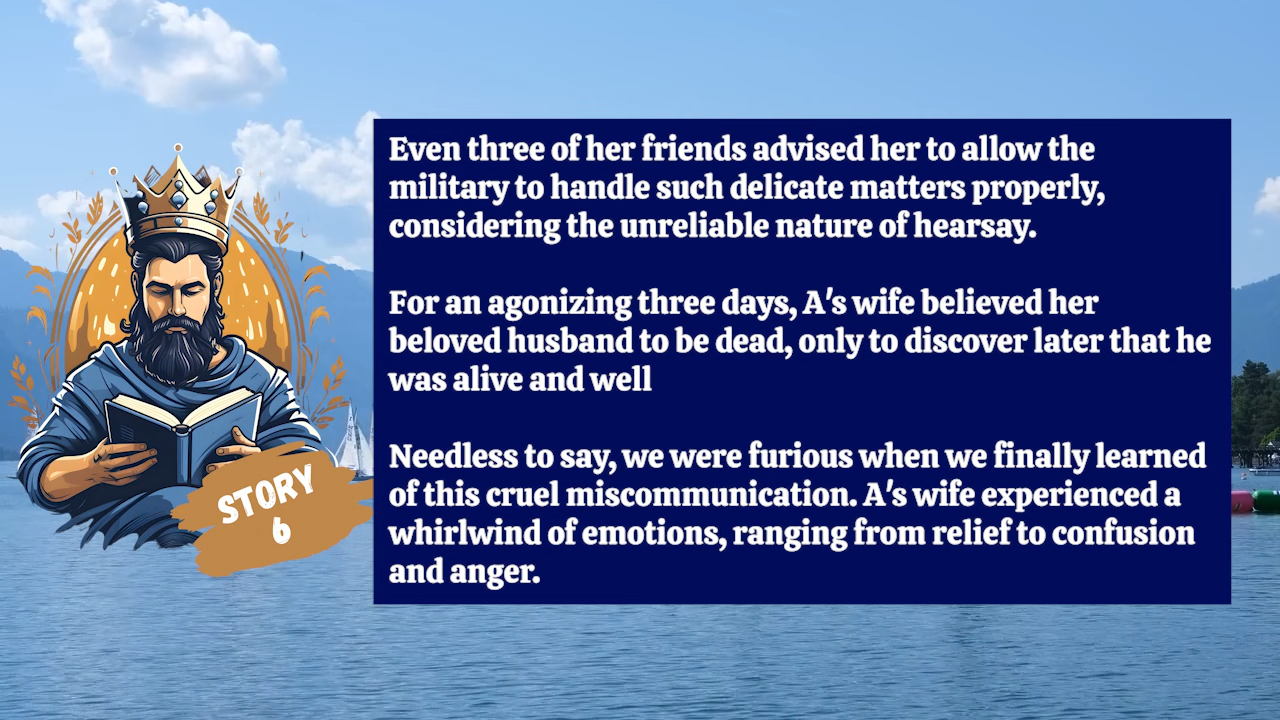 Even three of her friends advised her to allow the
military to handle such delicate matters properly,
considering the unreliable nature of hearsay.
For an agonizing three days, A's wife believed her
beloved husband to be dead, only to discover later that he
was alive and well
Needless to say, we were furious when we finally learned
of this cruel miscommunication. A's wife experienced a
whirlwind of emotions, ranging from relief to confusion
and anger.
STORY
6